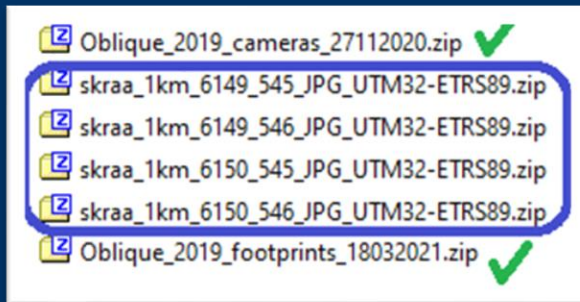 Oblique_2019_cameras_27112020.zip
skraa_1km_6149_545_JPG_UTM32-ETRS89.zip
skraa_1km_6149_546_JPG_UTM32-ETRS89.zip
skraa_1km_6150_545_JPG_UTM32-ETRS89.zip
skraa_1km_6150_546_JPG_UTM32-ETRS89.zip
Oblique_2019_footprints_18032021.zip